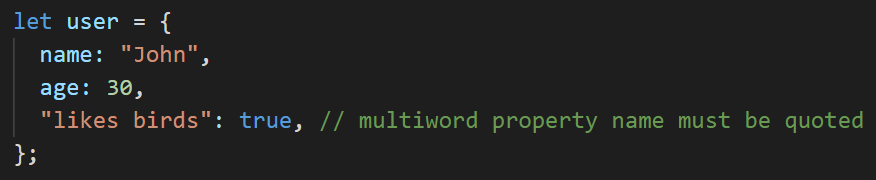 let user = {
  name: "John",
  age: 30,
  "likes birds": true, // multiword property name must be quoted
};